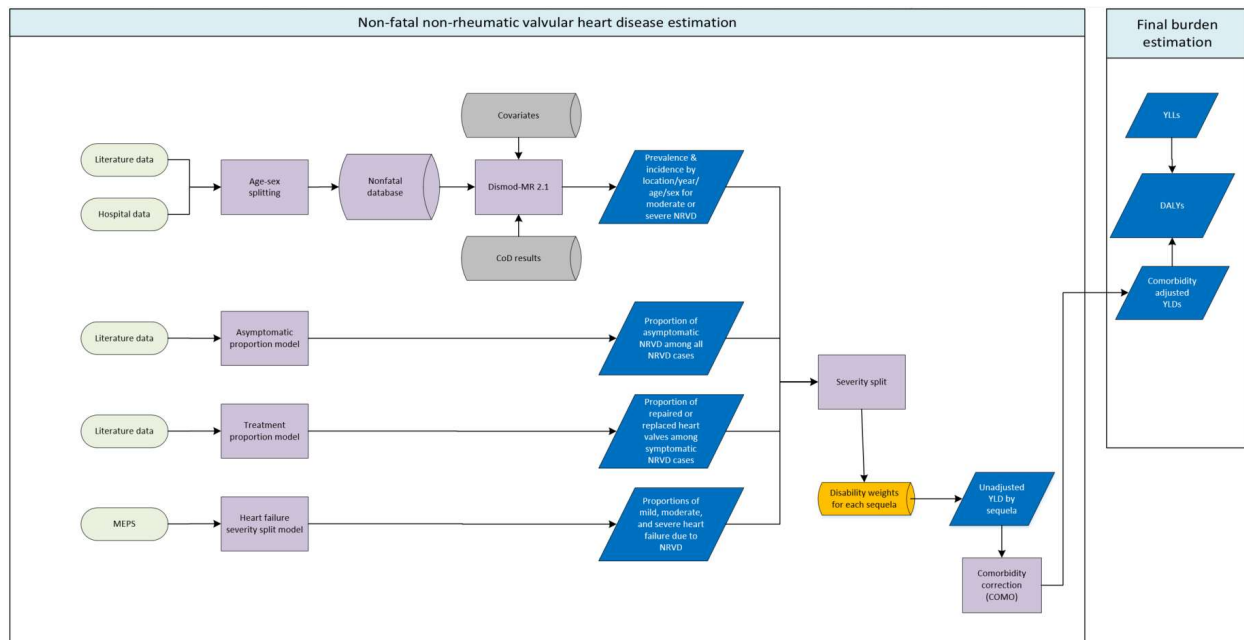 Non-fatal non-rheumatic valvular heart disease estimation
Final burden
estimation
Covariates
YLLs
Literature data
Age-sex
splitting
Nonfatal
database
Dismod-MR 2.1
Prevalence &
incidence by
location/year/
age/sex for
moderate or
severe NRVD
Hospital data
DALYs
CoD results
Comorbidity
adjusted
YLDs
Literature data
Asymptomatic
proportion model
Proportion of
asymptomatic
NRVD among all
NRVD cases
Severity split
Literature data
Treatment
proportion model
Proportion of
repaired or
replaced heart
valves among
symptomatic
NRVD cases
Disability weights
for each sequela
Unadjusted
YLD by
sequela
MEPS
Heart failure
severity split model
Proportions of
mild, moderate,
and severe heart
failure due to
NRVD
Comorbidity
correction
(COMO)